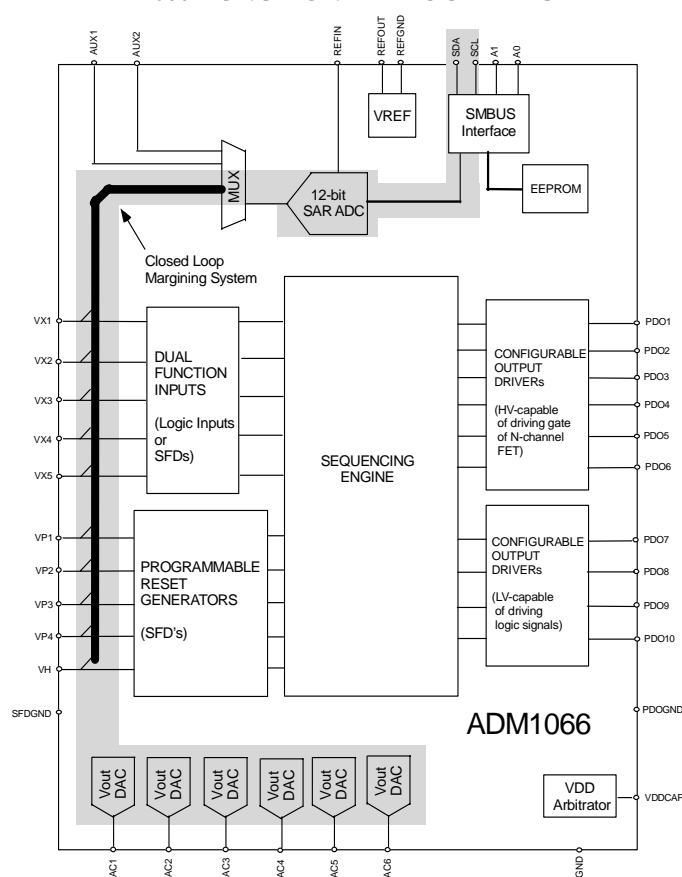 AUX1
AUX2
REFIN
REFOUT
REFGND
SDA
SCL
A1
A0
VREF
SMBUS
Interface
EEPROM
MUX
12-bit
SAR ADC
Closed Loop
Margining System
VX1
VX2
VX3
VX4
VX5
VP1
VP2
VP3
VP4
VH
SFDGND
DUAL
FUNCTION
INPUTS
(Logic Inputs
or
SFDs)
PROGRAMMABLE
RESET
GENERATORS
(SFD's)
SEQUENCING
ENGINE
CONFIGURABLE
OUTPUT
DRIVERs
(HV-capable
of driving gate
of N-channel
FET)
CONFIGURABLE
OUTPUT
DRIVERs
(LV-capable
of driving
logic signals)
PDO1
PDO2
PDO3
PDO4
PDO5
PDO6
PDO7
PDO8
PDO9
PDO10
PDOGND
ADM1066
VDD
Arbitrator
VDDCAP
Vout
DAC
Vout
DAC
Vout
DAC
Vout
DAC
Vout
DAC
Vout
DAC
AC1
AC2
AC3
AC4
AC5
AC6
GND